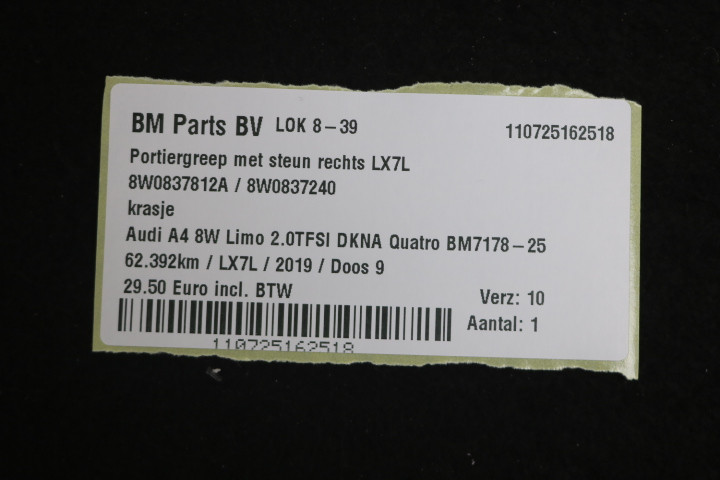 BM Parts BV LOK 8-39 110725162518
Portiergreep met steun rechts LX7L
8W0837812A / 8W0837240
krasje
Audi A4 8W Limo 2.0TFSI DKNA Quatro BM7178-25
62.392km / LX7L / 2019 / Doos 9
29.50 Euro incl. BTW
Verz: 10
Aantal: 1
110725162518